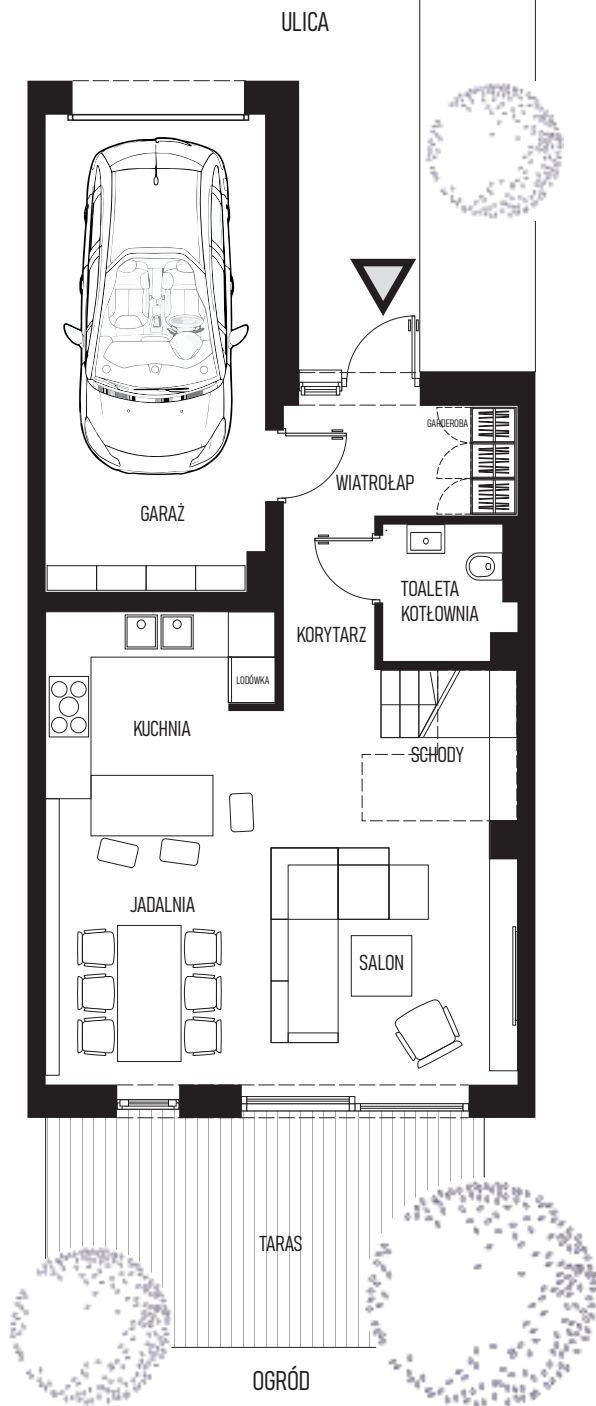 ULICA
GARDEROBA
WIATROŁAP
GARAŻ
TOALETA
KOTŁOWNIA
KORYTARZ
LODÓWKA
KUCHNIA
SCHODY
JADALNIA
SALON
TARAS
OGRÓD